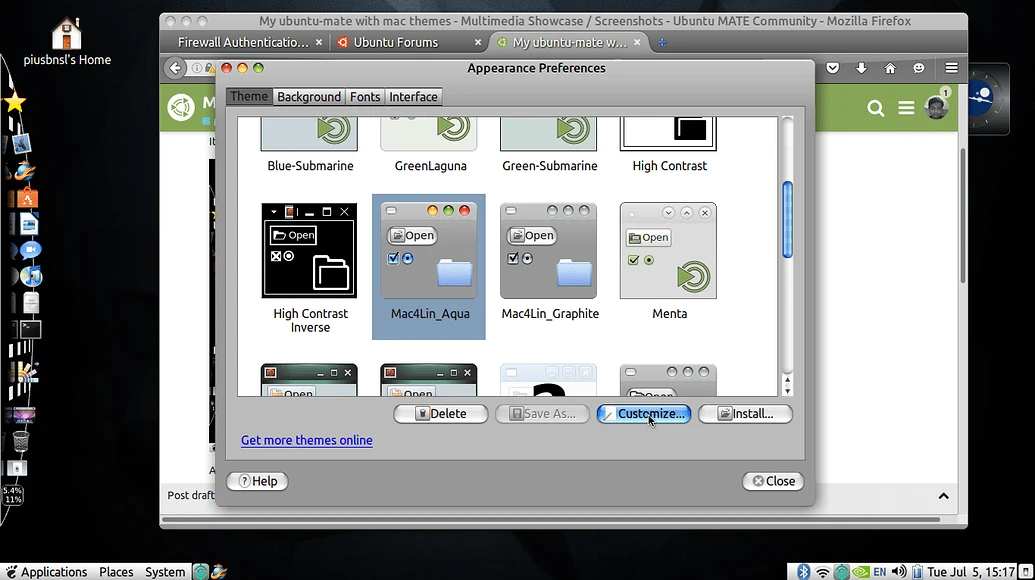 My ubuntu-mate with mac themes - Multimedia Showcase / Screenshots - Ubuntu MATE Community - Mozilla Firefox
piusbnsl's Home
Firewall Authenticatio... ×
Ubuntu Forums ×
My ubuntu-mate w... ×
Appearance Preferences
Theme Background Fonts Interface
M
1
It
Blue-Submarine GreenLaguna Green-Submarine High Contrast
Open Open Open Open
High Contrast Inverse
Mac4Lin_Aqua Mac4Lin_Graphite Menta
Open Open Open
Delete Save As... Customize... Install...
Get more themes online
A
Help Close
Post draft
5.4%
11%
Applications Places System
EN Tue Jul 5, 15:17